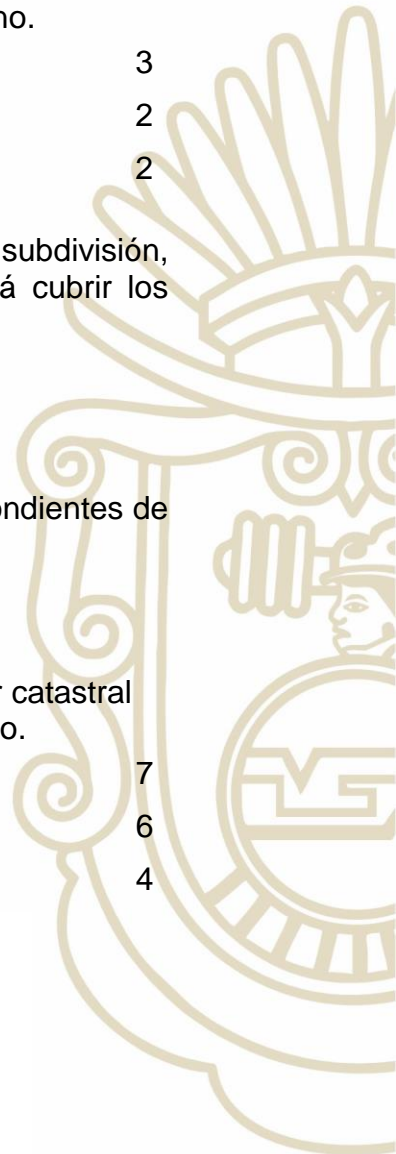 no.
3
2
2
subdivisión,
á cubrir los
ondientes de
r catastral
o.
7
6
4